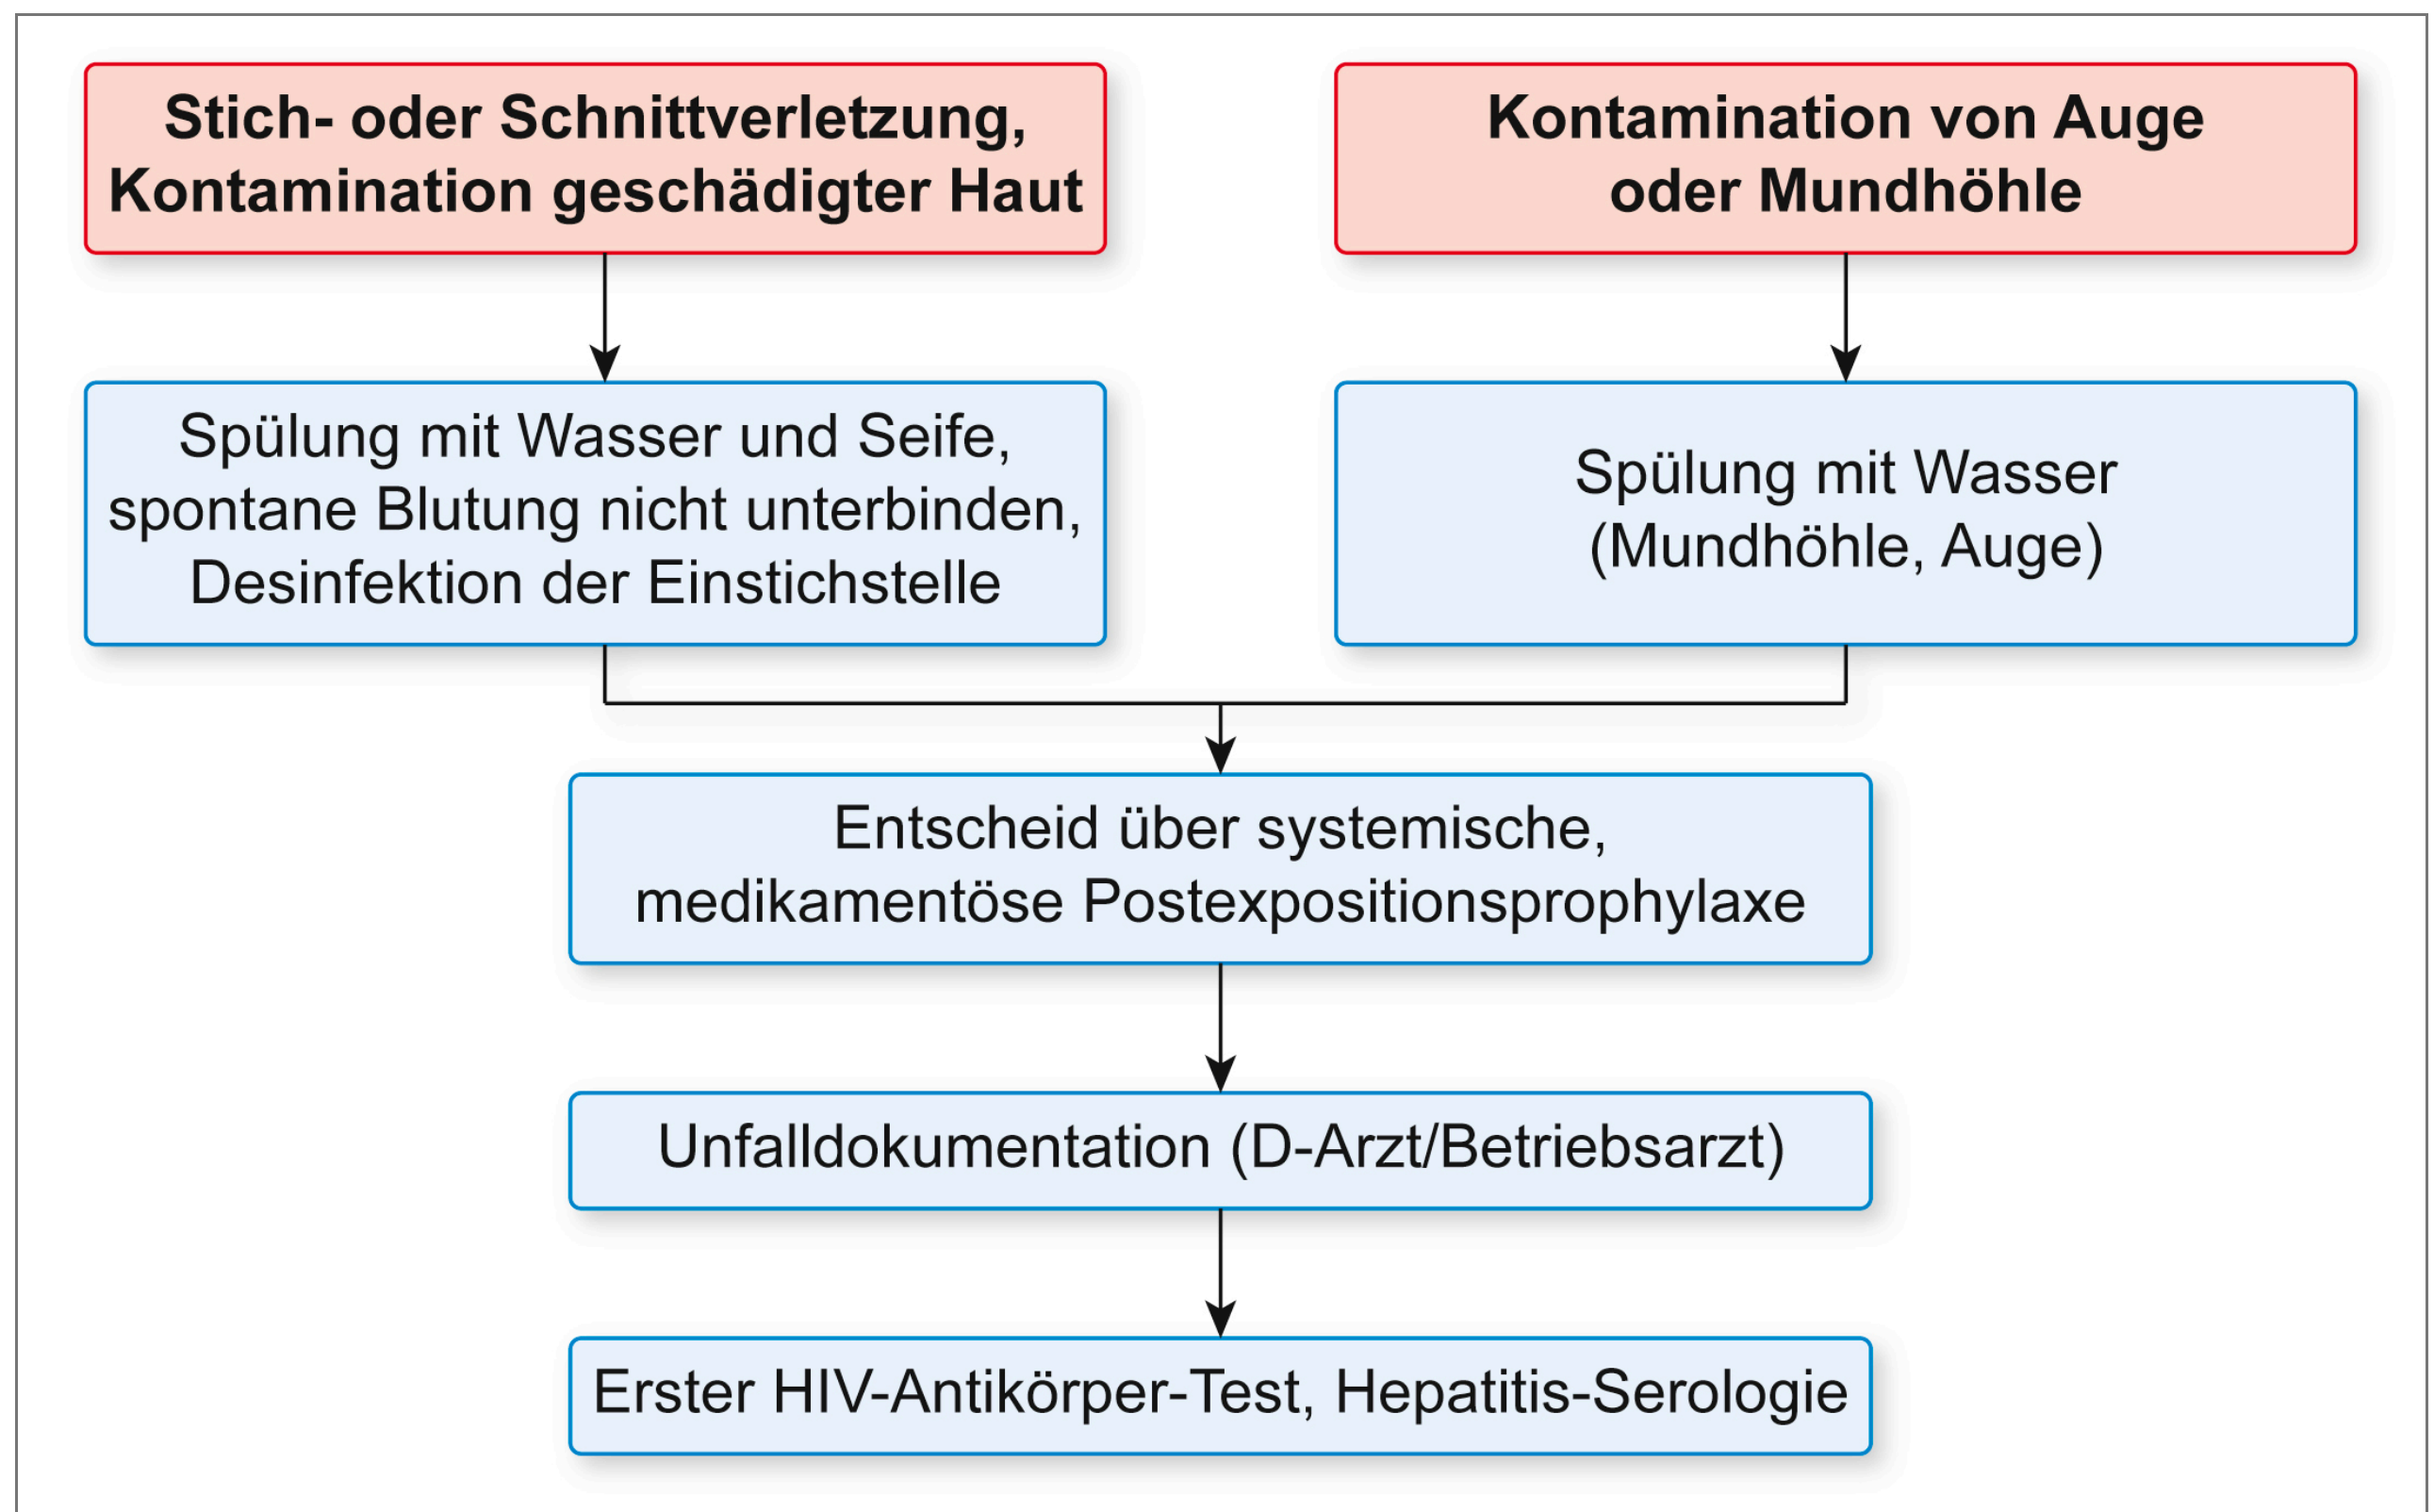 Stich- oder Schnittverletzung,
Kontamination geschädigter Haut
Kontamination von Auge
oder Mundhöhle
Spülung mit Wasser und Seife,
spontane Blutung nicht unterbinden,
Desinfektion der Einstichstelle
Spülung mit Wasser
(Mundhöhle, Auge)
Entscheid über systemische,
medikamentöse Postexpositionsprophylaxe
Unfalldokumentation (D-Arzt/Betriebsarzt)
Erster HIV-Antikörper-Test, Hepatitis-Serologie